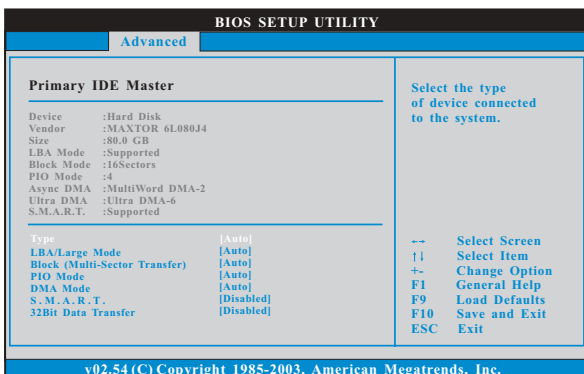 BIOS SETUP UTILITY
Advanced
Primary IDE Master
Device :Hard Disk
Vendor :MAXTOR 6L080J4
Size :80.0 GB
LBA Mode :Supported
Block Mode :16Sectors
PIO Mode :4
Async DMA :MultiWord DMA-2
Ultra DMA :Ultra DMA-6
S.M.A.R.T. :Supported
Type [Auto]
LBA/Large Mode [Auto]
Block (Multi-Sector Transfer) [Auto]
PIO Mode [Auto]
DMA Mode [Auto]
S.M.A.R.T. [Disabled]
32Bit Data Transfer [Disabled]
Select the type
of device connected
to the system.
←→ Select Screen
↑↓ Select Item
+- Change Option
F1 General Help
F9 Load Defaults
F10 Save and Exit
ESC Exit
v02.54 (C) Copyright 1985-2003, American Megatrends, Inc.